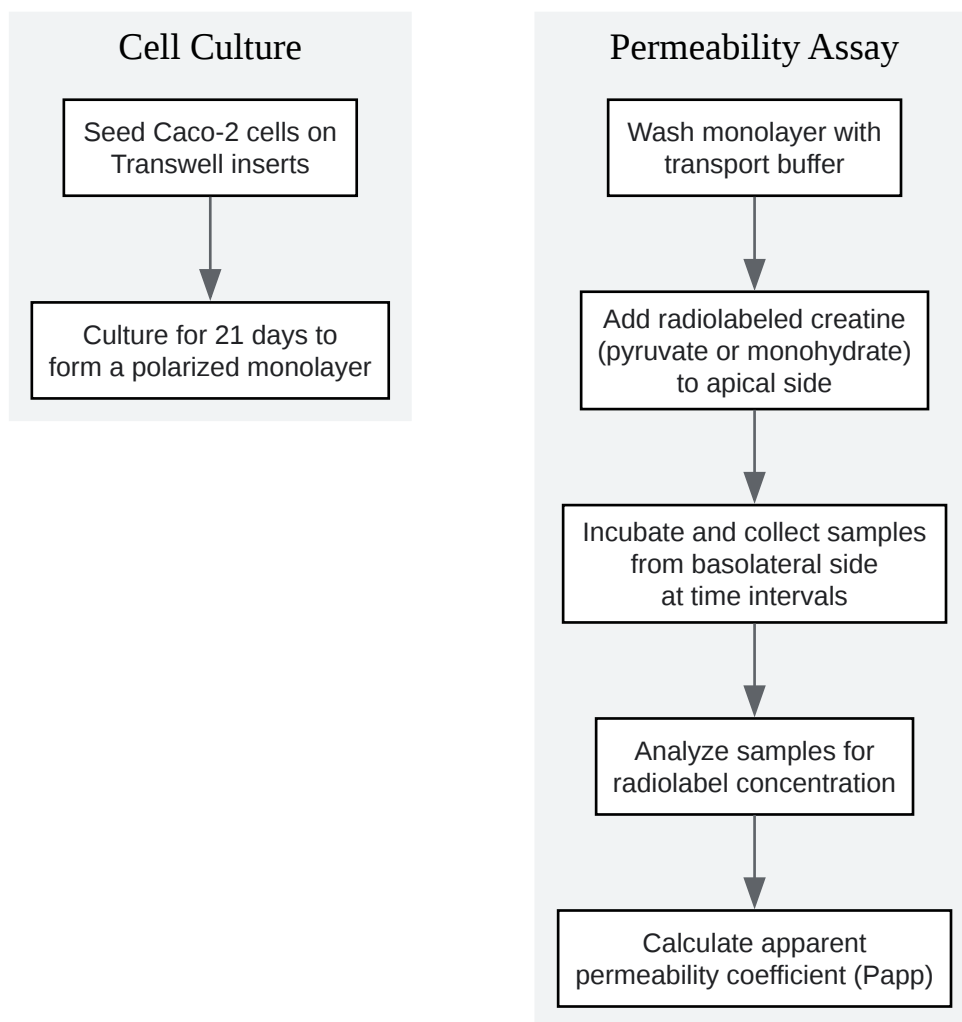 Cell Culture
Seed Caco-2 cells on
Transwell inserts
Culture for 21 days to
form a polarized monolayer
Permeability Assay
Wash monolayer with
transport buffer
Add radiolabeled creatine
(pyruvate or monohydrate)
to apical side
Incubate and collect samples
from basolateral side
at time intervals
Analyze samples for
radiolabel concentration
Calculate apparent
permeability coefficient (Papp)